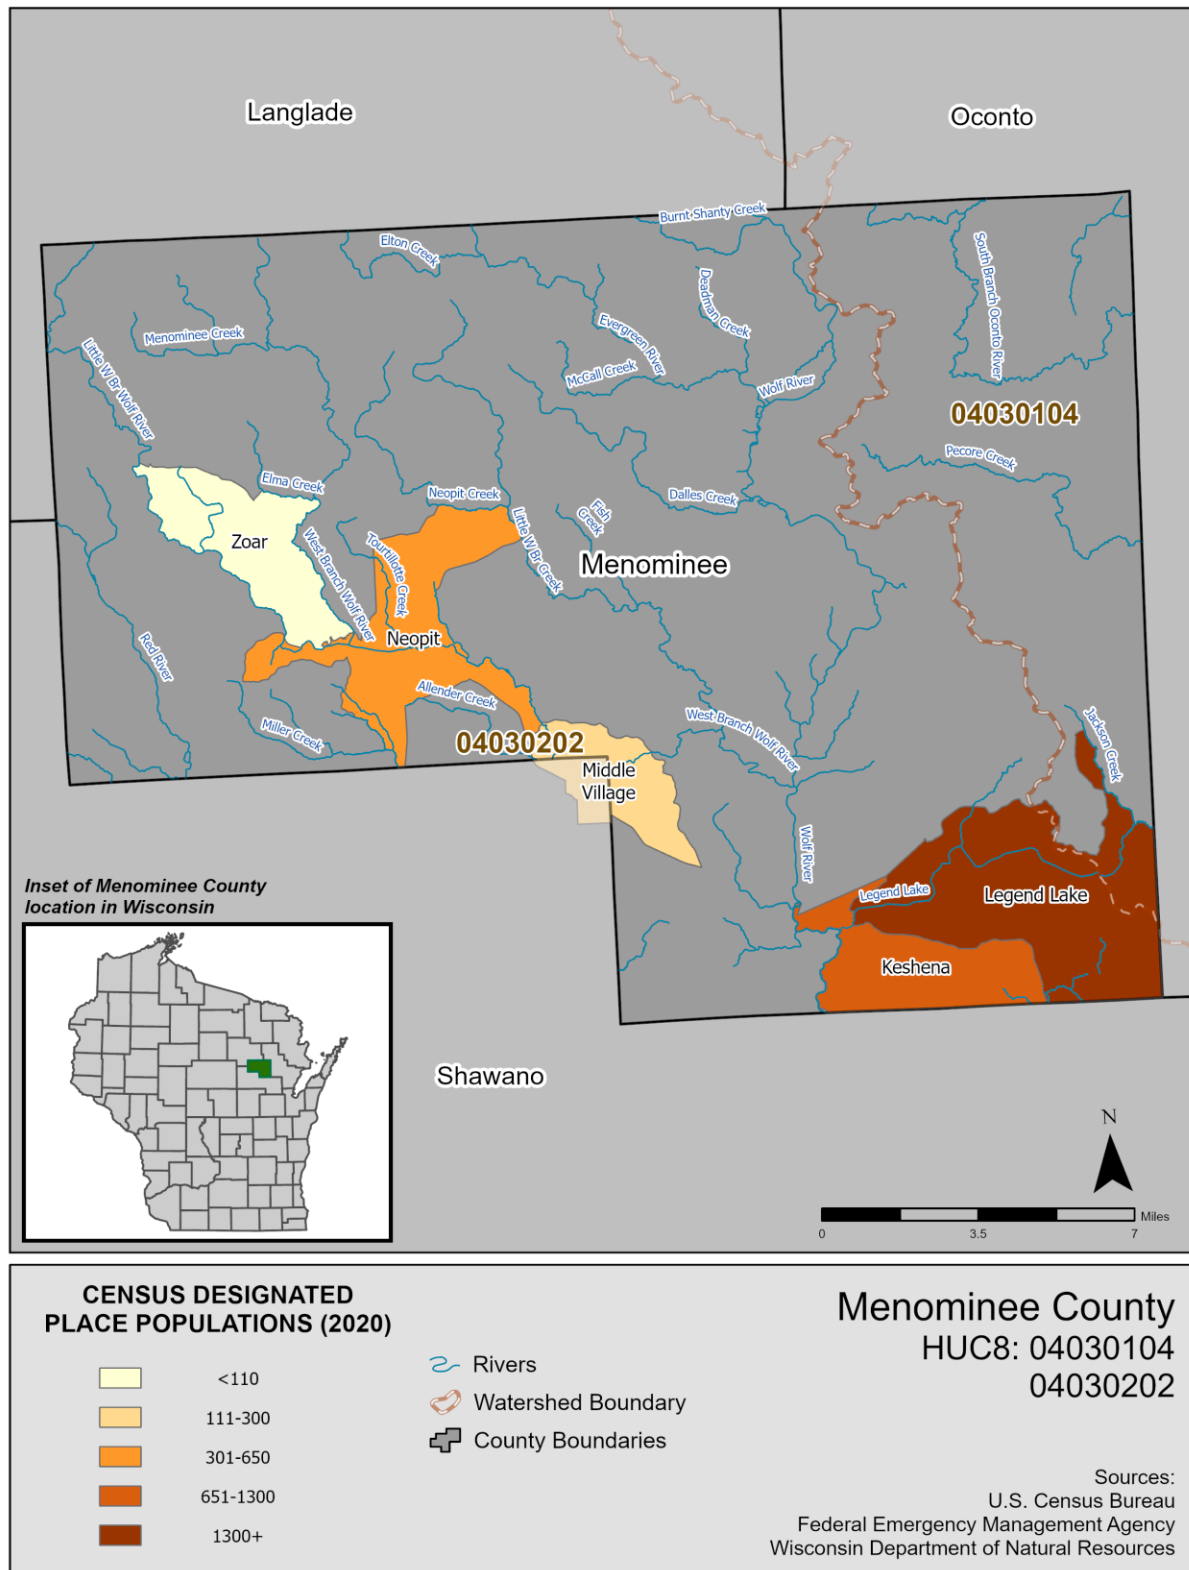 Langlade
Oconto
Burnt Shanty Creek
Elton Creek
South Branch Oconto River
Deadman Creek
Menominee Creek
Evergreen River
Little W Br Wolf River
McCall Creek
Wolf River
04030104
Pecore Creek
Elma Creek
Neopit Creek
Dalles Creek
Fish
Creek
Little W Br Creek
Zoar
West Branch Wolf River
Tourtillotte Creek
Menominee
Neopit
Red River
Allender Creek
Miller Creek
West Branch Wolf River
Jackson Creek
04030202
Middle
Village
Wolf River
Legend Lake
Legend Lake
Keshena
Inset of Menominee County
location in Wisconsin
Shawano
N
Miles
0
3.5
7
CENSUS DESIGNATED
PLACE POPULATIONS (2020)
<110
111-300
301-650
651-1300
1300+
Rivers
Watershed Boundary
County Boundaries
Menominee County
HUC8: 04030104
04030202
Sources:
U.S. Census Bureau
Federal Emergency Management Agency
Wisconsin Department of Natural Resources